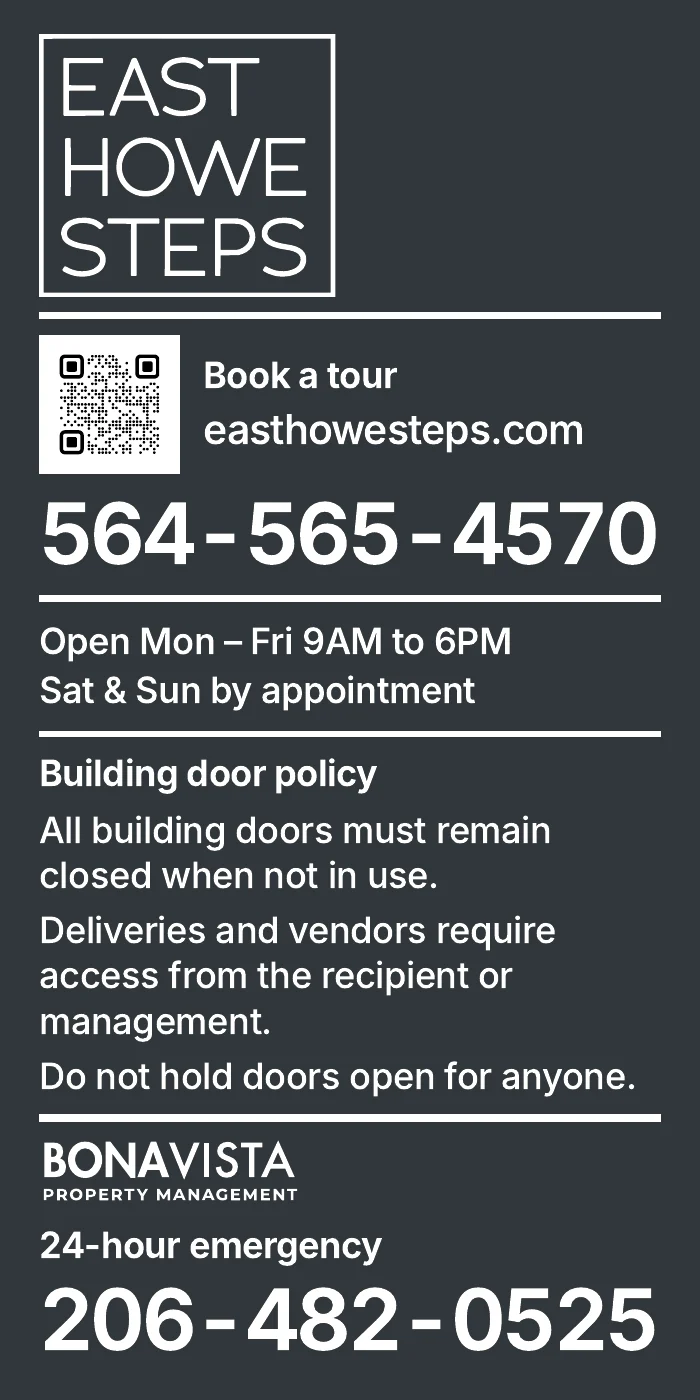 EAST
HOWE
STEPS
Book a tour
easthowesteps.com
564-565-4570
Open Mon – Fri 9AM to 6PM
Sat & Sun by appointment
Building door policy
All building doors must remain
closed when not in use.
Deliveries and vendors require
access from the recipient or
management.
Do not hold doors open for anyone.
BONAVISTA
PROPERTY MANAGEMENT
24-hour emergency
206-482-0525